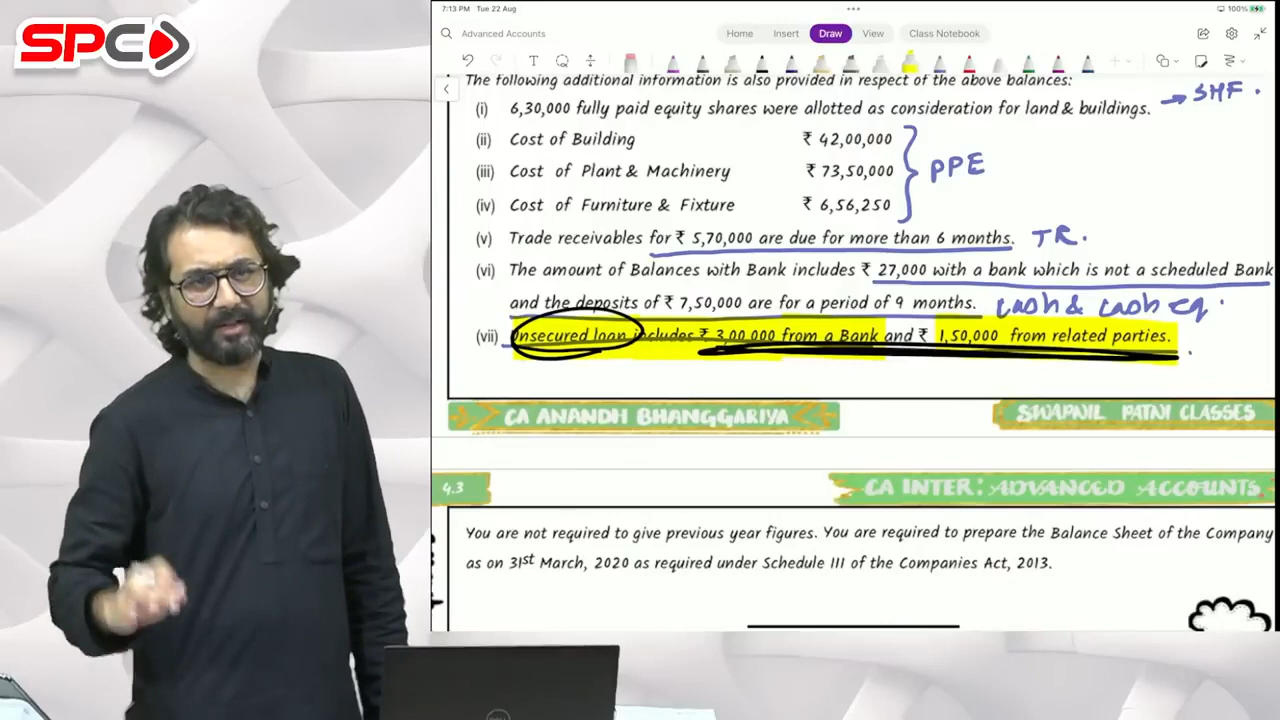 SPC
7:13 PM Tue 22 Aug
100%
Advanced Accounts
Home Insert Draw View Class Notebook
The following additional information is also provided in respect of the above balances:
(i) 6,30,000 fully paid equity shares were allotted as consideration for land & buildings. → SHF.
(ii) Cost of Building ₹ 42,00,000
(iii) Cost of Plant & Machinery ₹ 73,50,000
PPE
(iv) Cost of Furniture & Fixture ₹ 6,56,250
(v) Trade receivables for ₹ 5,70,000 are due for more than 6 months. TR.
(vi) The amount of Balances with Bank includes ₹ 27,000 with a bank which is not a scheduled Bank
and the deposits of ₹ 7,50,000 are for a period of 9 months. cash & cash eq.
(vii) Unsecured loan includes ₹ 3,00,000 from a Bank and ₹ 1,50,000 from related parties.
CA ANANDH BHANGGARIYA SWAPNIL PATNI CLASSES
4.3 CA INTER: ADVANCED ACCOUNTS
You are not required to give previous year figures. You are required to prepare the Balance Sheet of the Company
as on 31st March, 2020 as required under Schedule III of the Companies Act, 2013.
DELL